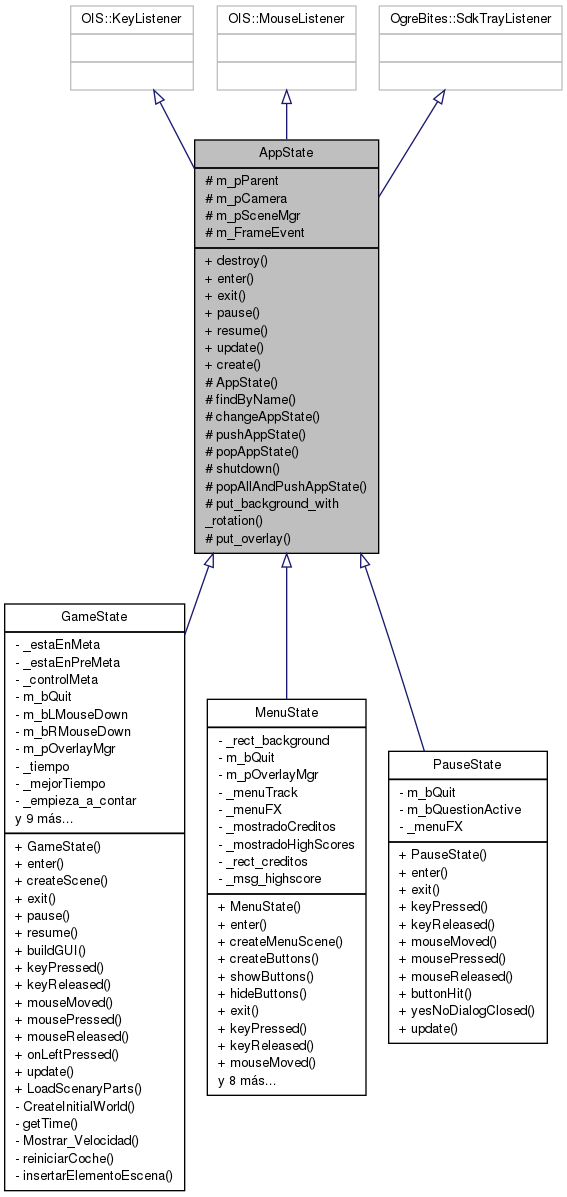 OIS::KeyListener
OIS::MouseListener
OgreBites::SdkTrayListener
AppState
# m_pParent
# m_pCamera
# m_pSceneMgr
# m_FrameEvent
+ destroy()
+ enter()
+ exit()
+ pause()
+ resume()
+ update()
+ create()
# AppState()
# findByName()
# changeAppState()
# pushAppState()
# popAppState()
# shutdown()
# popAllAndPushAppState()
# put_background_with
_rotation()
# put_overlay()
GameState
- _estaEnMeta
- _estaEnPreMeta
- _controlMeta
- m_bQuit
- m_bLMouseDown
- m_bRMouseDown
- m_pOverlayMgr
- _tiempo
- _mejorTiempo
- _empieza_a_contar
y 9 más...
+ GameState()
+ enter()
+ createScene()
+ exit()
+ pause()
+ resume()
+ buildGUI()
+ keyPressed()
+ keyReleased()
+ mouseMoved()
+ mousePressed()
+ mouseReleased()
+ onLeftPressed()
+ update()
+ LoadScenaryParts()
- CreateInitialWorld()
- getTime()
- Mostrar_Velocidad()
- reiniciarCoche()
- insertarElementoEscena()
MenuState
- _rect_background
- m_bQuit
- m_pOverlayMgr
- _menuTrack
- _menuFX
- _mostradoCreditos
- _mostradoHighScores
- _rect_creditos
- _msg_highscore
+ MenuState()
+ enter()
+ createMenuScene()
+ createButtons()
+ showButtons()
+ hideButtons()
+ exit()
+ keyPressed()
+ keyReleased()
+ mouseMoved()
y 8 más...
PauseState
- m_bQuit
- m_bQuestionActive
- _menuFX
+ PauseState()
+ enter()
+ exit()
+ keyPressed()
+ keyReleased()
+ mouseMoved()
+ mousePressed()
+ mouseReleased()
+ buttonHit()
+ yesNoDialogClosed()
+ update()